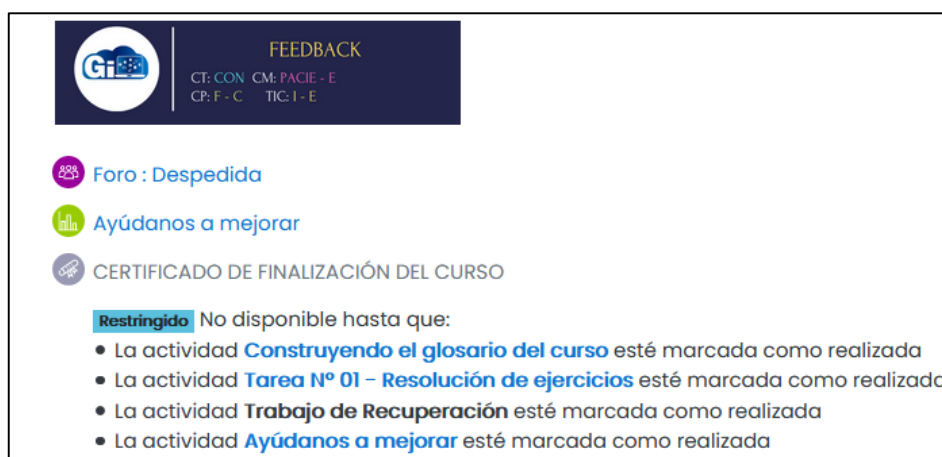 Gi
FEEDBACK
CT: CON CM: PACIE - E
CP: F - C TIC: I - E
Foro : Despedida
Ayúdanos a mejorar
CERTIFICADO DE FINALIZACIÓN DEL CURSO
Restringido No disponible hasta que:
• La actividad Construyendo el glosario del curso esté marcada como realizada
• La actividad Tarea Nº 01 - Resolución de ejercicios esté marcada como realizada
• La actividad Trabajo de Recuperación esté marcada como realizada
• La actividad Ayúdanos a mejorar esté marcada como realizada